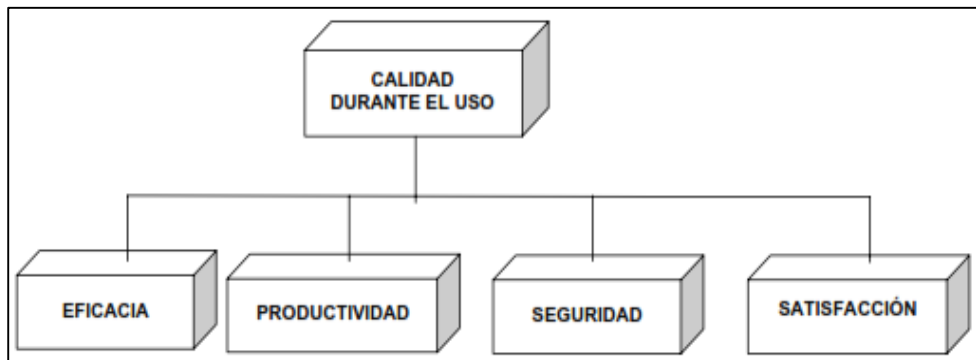 CALIDAD
DURANTE EL USO
EFICACIA
PRODUCTIVIDAD
SEGURIDAD
SATISFACCIÓN